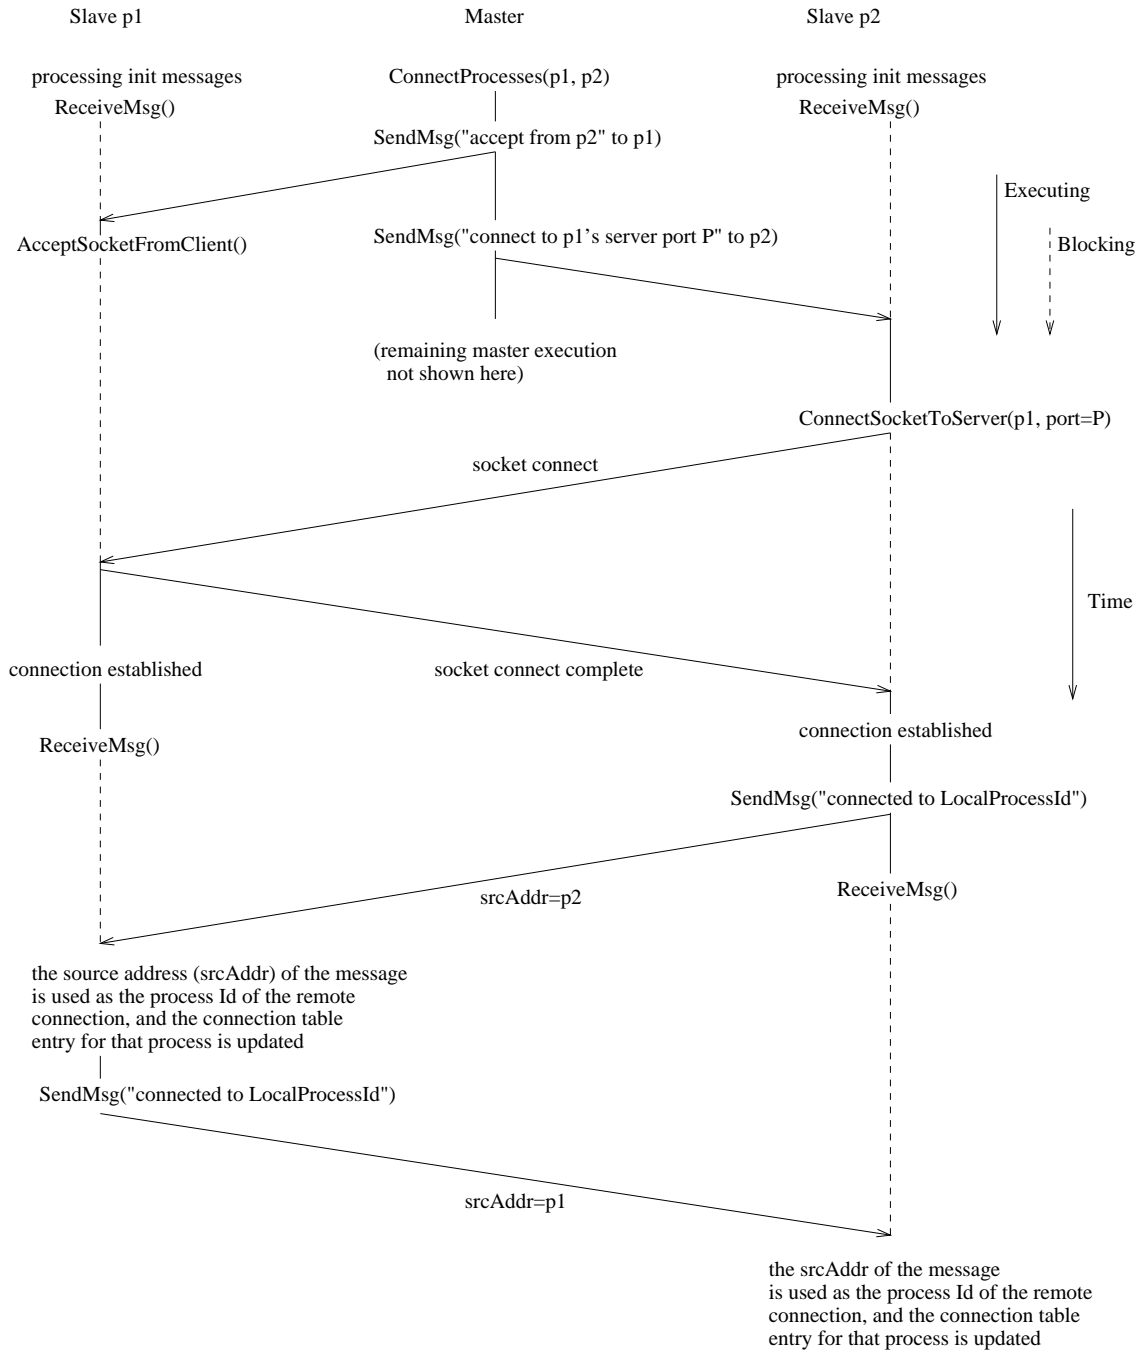 Slave p1
Master
Slave p2
processing init messages
ConnectProcesses(p1, p2)
processing init messages
ReceiveMsg()
ReceiveMsg()
SendMsg("accept from p2" to p1)
Executing
AcceptSocketFromClient()
SendMsg("connect to p1's server port P" to p2)
Blocking
(remaining master execution
not shown here)
ConnectSocketToServer(p1, port=P)
socket connect
Time
connection established
socket connect complete
connection established
ReceiveMsg()
SendMsg("connected to LocalProcessId")
ReceiveMsg()
srcAddr=p2
the source address (srcAddr) of the message
is used as the process Id of the remote
connection, and the connection table
entry for that process is updated
SendMsg("connected to LocalProcessId")
srcAddr=p1
the srcAddr of the message
is used as the process Id of the remote
connection, and the connection table
entry for that process is updated